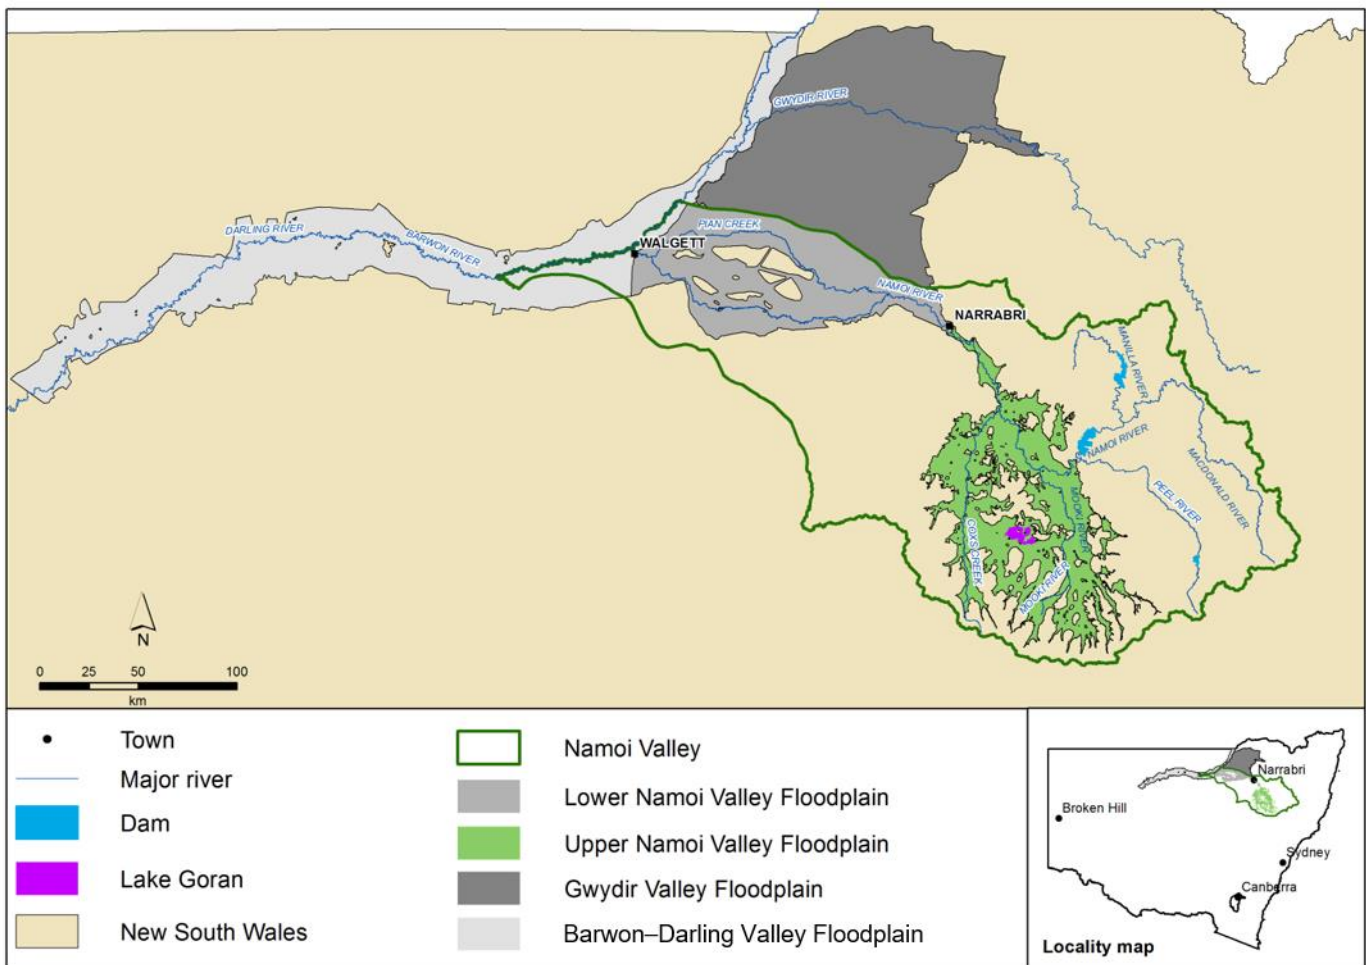 GWYDIR RIVER
PIAN CREEK
DARLING RIVER
BARWON RIVER
WALGETT
NAMOI RIVER
NARRABRI
MANILLA RIVER
NAMOI RIVER
MACDONALD RIVER
PEEL RIVER
MOOKI RIVER
COXS CREEK
MOOKI RIVER
N
0 25 50 100
km
Town
Major river
Dam
Lake Goran
New South Wales
Namoi Valley
Lower Namoi Valley Floodplain
Upper Namoi Valley Floodplain
Gwydir Valley Floodplain
Barwon–Darling Valley Floodplain
Narrabri
Broken Hill
Sydney
Canberra
Locality map